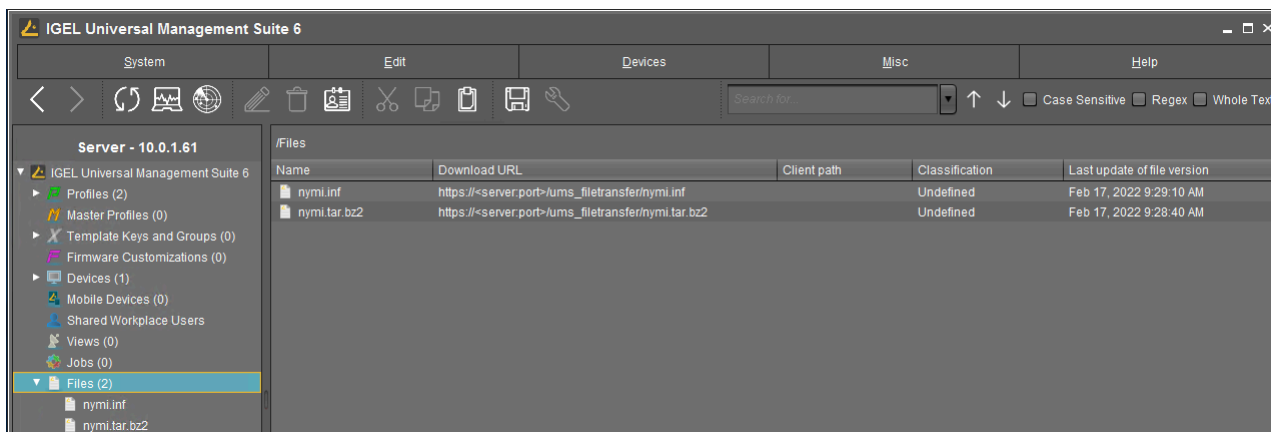 IGEL Universal Management Suite 6
System Edit Devices Misc Help
Search for... Case Sensitive Regex Whole Text
Server - 10.0.1.61
/Files
Name Download URL Client path Classification Last update of file version
IGEL Universal Management Suite 6
nymi.inf https://<server:port>/ums_filetransfer/nymi.inf Undefined Feb 17, 2022 9:29:10 AM
Profiles (2)
nymi.tar.bz2 https://<server:port>/ums_filetransfer/nymi.tar.bz2 Undefined Feb 17, 2022 9:28:40 AM
Master Profiles (0)
Template Keys and Groups (0)
Firmware Customizations (0)
Devices (1)
Mobile Devices (0)
Shared Workplace Users
Views (0)
Jobs (0)
Files (2)
nymi.inf
nymi.tar.bz2